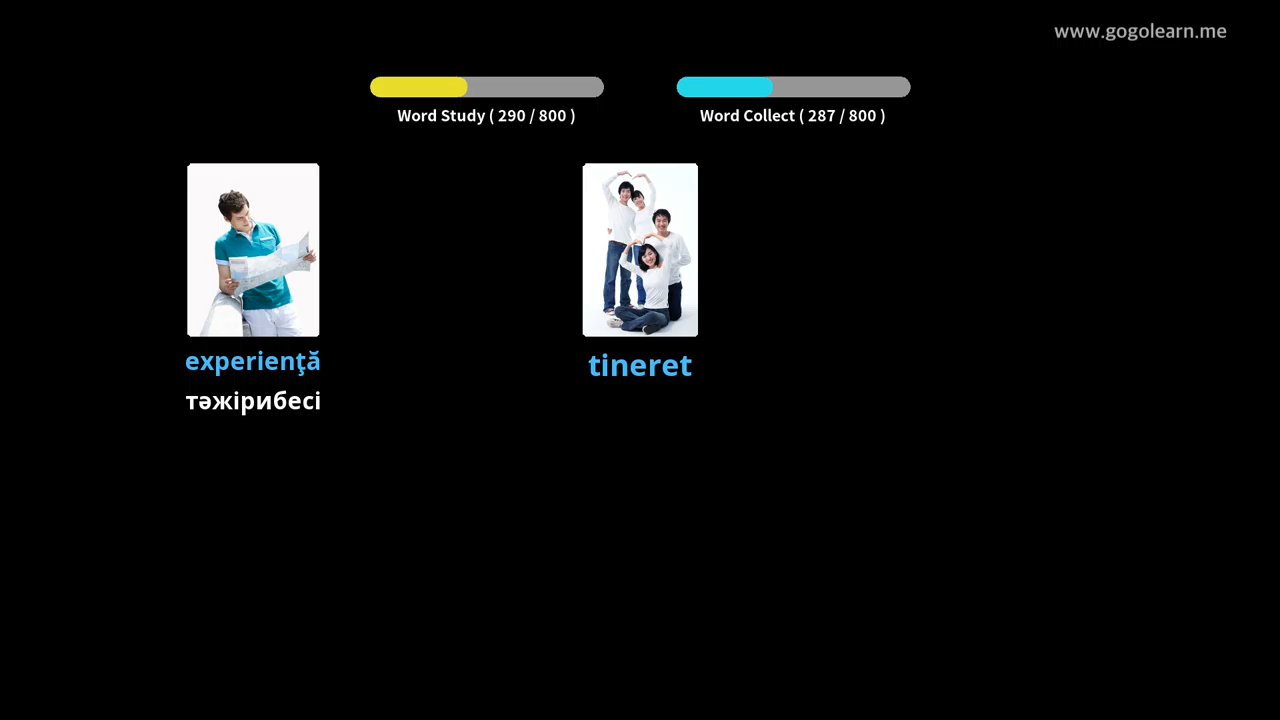 www.gogolearn.me
Word Study ( 290 / 800 )
Word Collect ( 287 / 800 )
experienţă
тәжірибесі
tineret